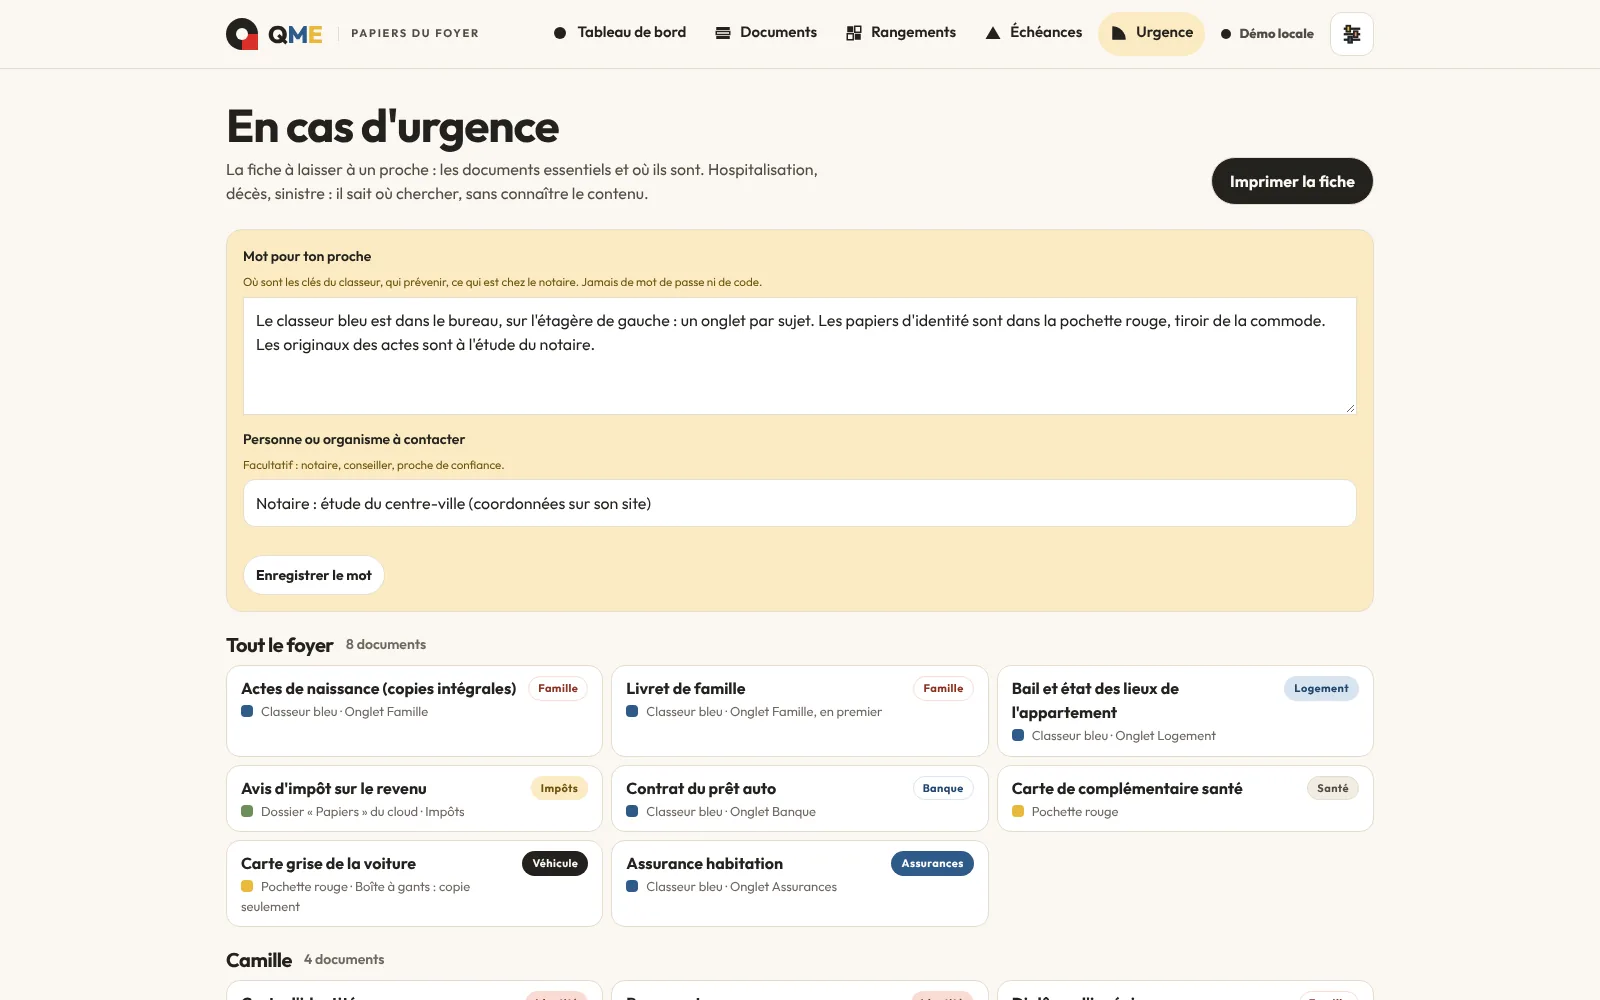 QME
PAPIERS DU FOYER
Tableau de bord
Documents
Rangements
Échéances
Urgence
Démo locale
En cas d'urgence
La fiche à laisser à un proche : les documents essentiels et où ils sont. Hospitalisation,
décès, sinistre : il sait où chercher, sans connaître le contenu.
Imprimer la fiche
Mot pour ton proche
Où sont les clés du classeur, qui prévenir, ce qui est chez le notaire. Jamais de mot de passe ni de code.
Le classeur bleu est dans le bureau, sur l'étagère de gauche : un onglet par sujet. Les papiers d'identité sont dans la pochette rouge, tiroir de la commode.
Les originaux des actes sont à l'étude du notaire.
Personne ou organisme à contacter
Facultatif : notaire, conseiller, proche de confiance.
Notaire : étude du centre-ville (coordonnées sur son site)
Enregistrer le mot
Tout le foyer
8 documents
Actes de naissance (copies intégrales)
Famille
Classeur bleu · Onglet Famille
Livret de famille
Famille
Classeur bleu · Onglet Famille, en premier
Bail et état des lieux de
l'appartement
Logement
Classeur bleu · Onglet Logement
Avis d'impôt sur le revenu
Impôts
Dossier « Papiers » du cloud · Impôts
Contrat du prêt auto
Banque
Classeur bleu · Onglet Banque
Carte de complémentaire santé
Santé
Pochette rouge
Carte grise de la voiture
Véhicule
Pochette rouge · Boîte à gants : copie
seulement
Assurance habitation
Assurances
Classeur bleu · Onglet Assurances
Camille
4 documents